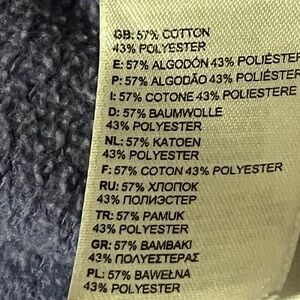 GB: 57% COTTON
43% POLYESTER
E: 57% ALGODÓN 43% POLIÉSTER
P: 57% ALGODÃO 43% POLIÉSTER
I: 57% COTONE 43% POLIESTERE
D: 57% BAUMWOLLE
43% POLYESTER
NL: 57% KATOEN
43% POLYESTER
F: 57% COTON 43% POLYESTER
RU: 57% ХЛОПОК
43% ПОЛИЭСТЕР
TR: 57% PAMUK
43% POLYESTER
GR: 57% ΒΑΜΒΑΚΙ
43% ΠΟΛΥΕΣΤΕΡΑΣ
PL: 57% BAWEŁNA
43% POLYESTER